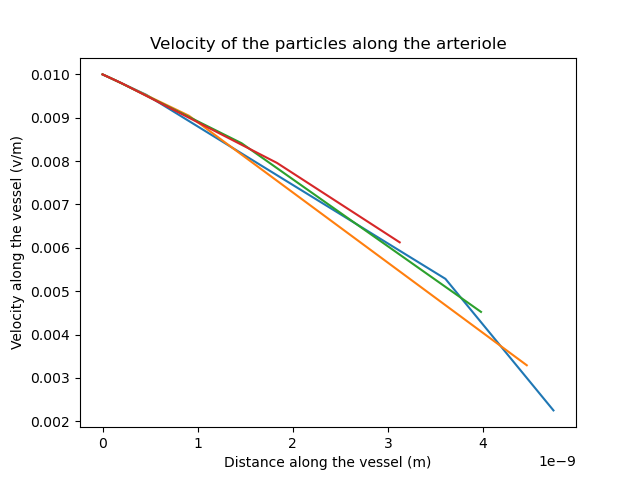 Velocity of the particles along the arteriole
0.010
0.009
0.008
0.007
0.006
0.005
0.004
0.003
0.002
Velocity along the vessel (v/m)
0 1 2 3 4
1e−9
Distance along the vessel (m)